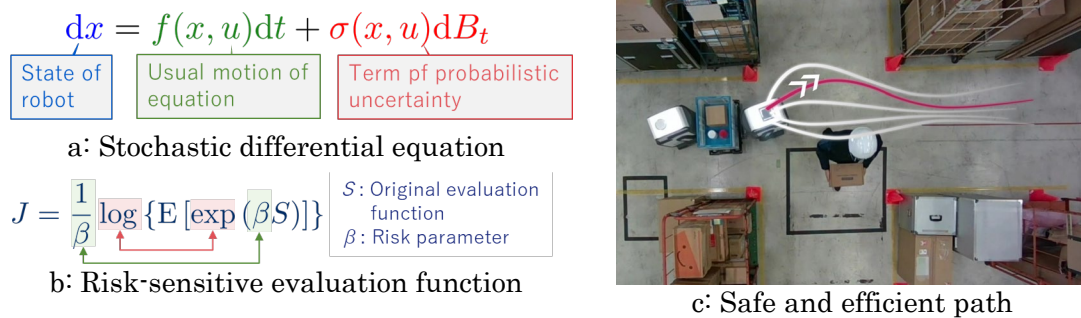 dx = f(x, u)dt + σ(x, u)dB_t
State of robot
Usual motion of equation
Term pf probabilistic uncertainty
a: Stochastic differential equation
J = \frac{1}{β} log {E [exp (βS)]}
S : Original evaluation function
β : Risk parameter
b: Risk-sensitive evaluation function
c: Safe and efficient path